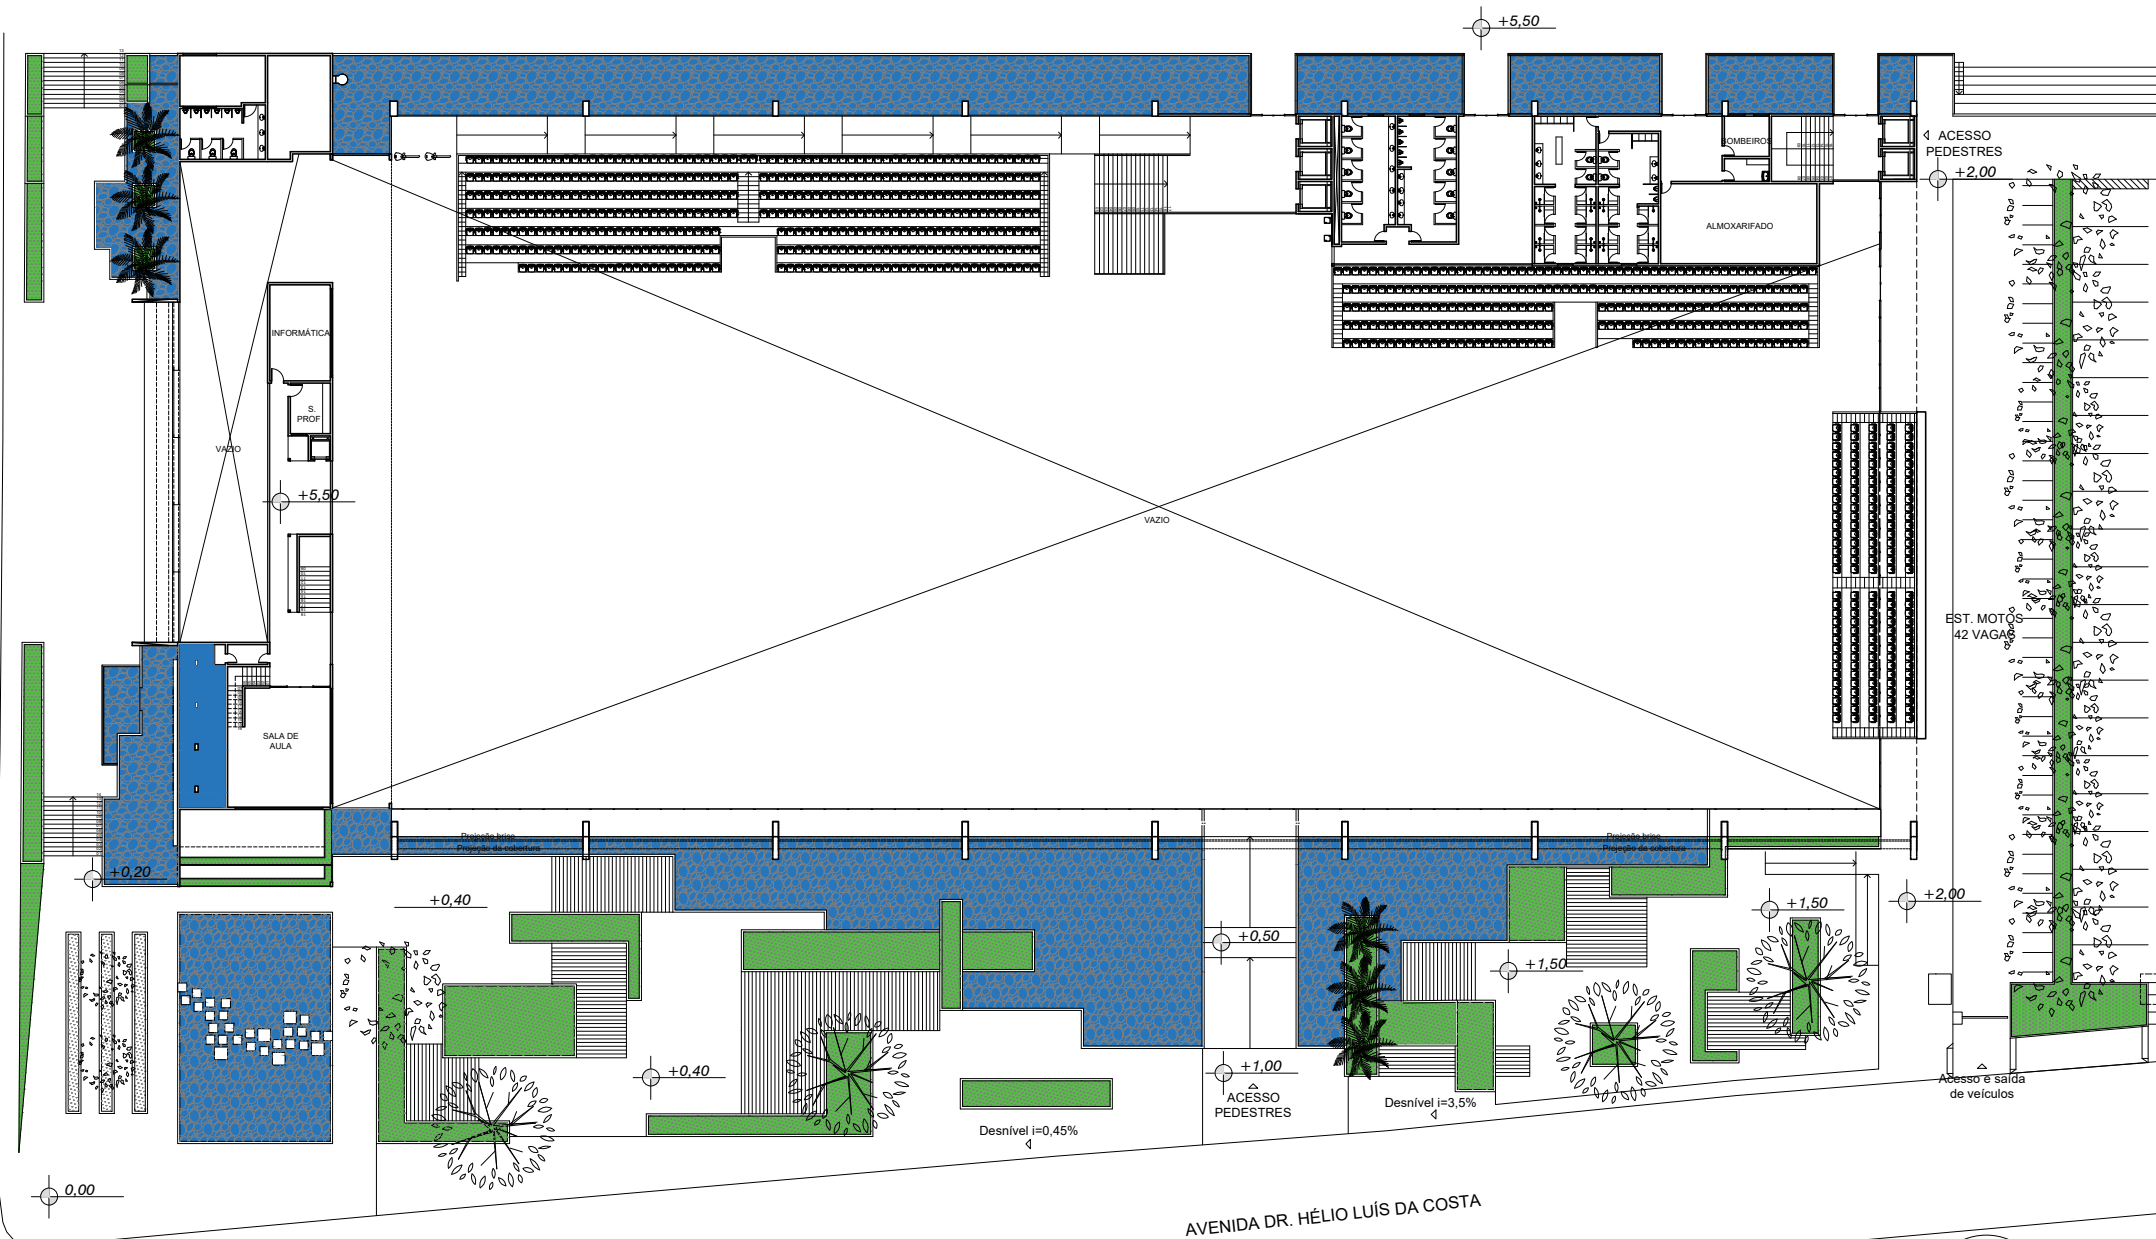 +5,50
ACESSO
PEDESTRES
+2,00
BOMBEIROS
ALMOXARIFADO
INFORMÁTICA
S.
PROF
VAZIO
+5,50
VAZIO
EST. MOTOS
42 VAGAS
SALA DE
AULA
Projeção brise
Projeção da cobertura
Projeção brise
Projeção da cobertura
+0,20
+0,40
+1,50
+2,00
+0,50
+1,50
+0,40
+1,00
ACESSO
PEDESTRES
Desnível i=3,5%
Acesso e saída
de veículos
Desnível i=0,45%
0,00
AVENIDA DR. HÉLIO LUÍS DA COSTA